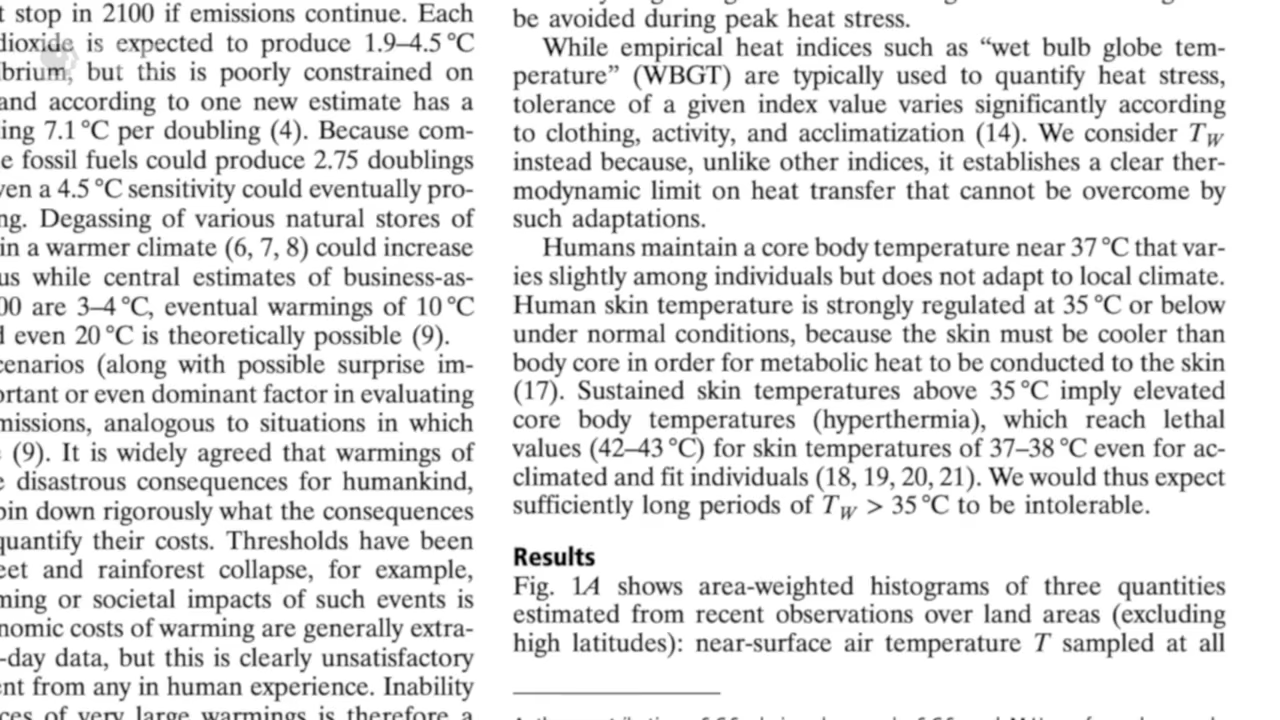 t stop in 2100 if emissions continue. Each
dioxide is expected to produce 1.9–4.5 °C
brium, but this is poorly constrained on
and according to one new estimate has a
ing 7.1 °C per doubling (4). Because com-
e fossil fuels could produce 2.75 doublings
ven a 4.5 °C sensitivity could eventually pro-
ng. Degassing of various natural stores of
in a warmer climate (6, 7, 8) could increase
us while central estimates of business-as-
00 are 3–4 °C, eventual warmings of 10 °C
d even 20 °C is theoretically possible (9).
cenarios (along with possible surprise im-
ortant or even dominant factor in evaluating
missions, analogous to situations in which
(9). It is widely agreed that warmings of
e disastrous consequences for humankind,
pin down rigorously what the consequences
quantify their costs. Thresholds have been
eet and rainforest collapse, for example,
ming or societal impacts of such events is
nomic costs of warming are generally extra-
-day data, but this is clearly unsatisfactory
ent from any in human experience. Inability
ces of very large warmings is therefore a
be avoided during peak heat stress.
While empirical heat indices such as “wet bulb globe tem-
perature” (WBGT) are typically used to quantify heat stress,
tolerance of a given index value varies significantly according
to clothing, activity, and acclimatization (14). We consider TW
instead because, unlike other indices, it establishes a clear ther-
modynamic limit on heat transfer that cannot be overcome by
such adaptations.
Humans maintain a core body temperature near 37 °C that var-
ies slightly among individuals but does not adapt to local climate.
Human skin temperature is strongly regulated at 35 °C or below
under normal conditions, because the skin must be cooler than
body core in order for metabolic heat to be conducted to the skin
(17). Sustained skin temperatures above 35 °C imply elevated
core body temperatures (hyperthermia), which reach lethal
values (42–43 °C) for skin temperatures of 37–38 °C even for ac-
climated and fit individuals (18, 19, 20, 21). We would thus expect
sufficiently long periods of TW > 35 °C to be intolerable.
Results
Fig. 1A shows area-weighted histograms of three quantities
estimated from recent observations over land areas (excluding
high latitudes): near-surface air temperature T sampled at all